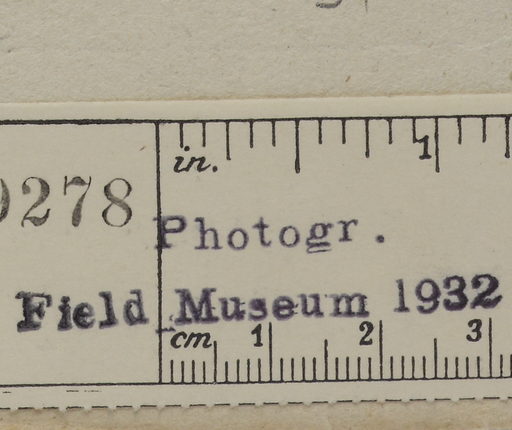 in. 1
0278
Photogr.
Field Museum 1932
cm 1 2 3